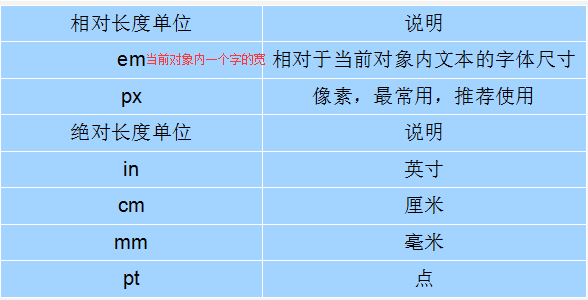 相对长度单位 说明
em当前对象内一个字的宽 相对于当前对象内文本的字体尺寸
px 像素，最常用，推荐使用
绝对长度单位 说明
in 英寸
cm 厘米
mm 毫米
pt 点